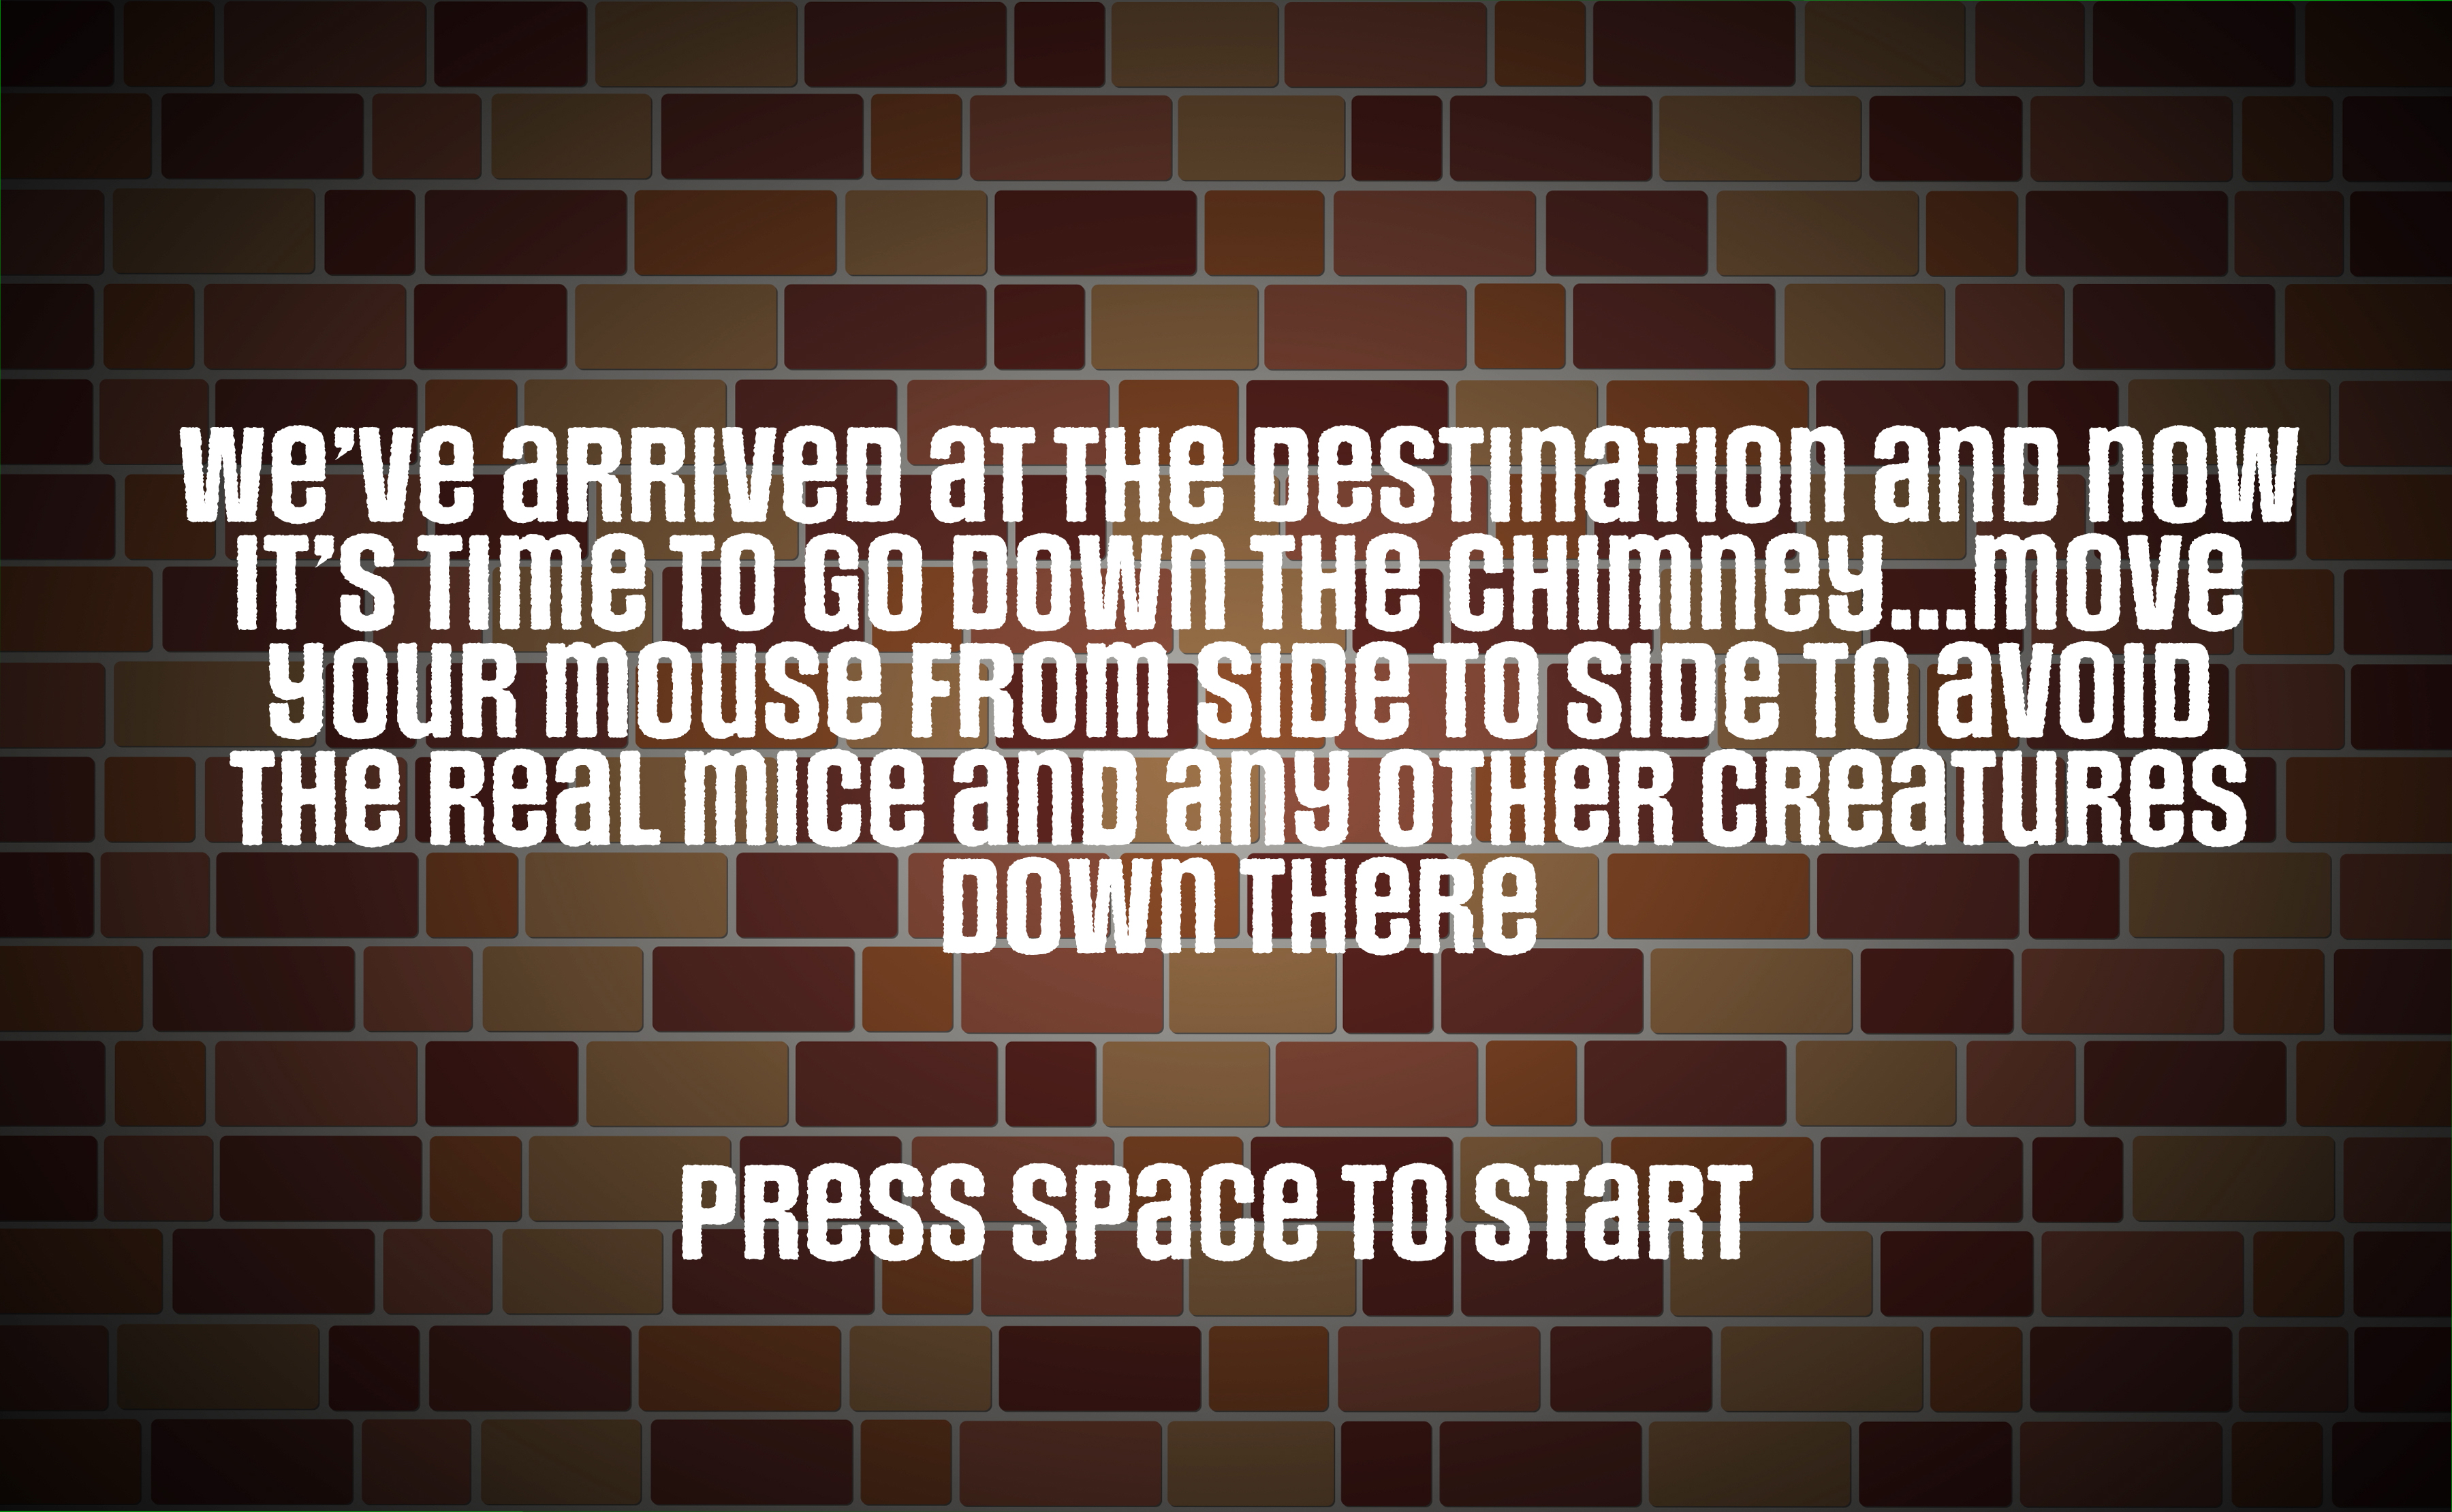 We've arrived at the destination and now
it's time to go down the chimney...move
your mouse from side to side to avoid
the real mice and any other creatures
down there
Press space to start